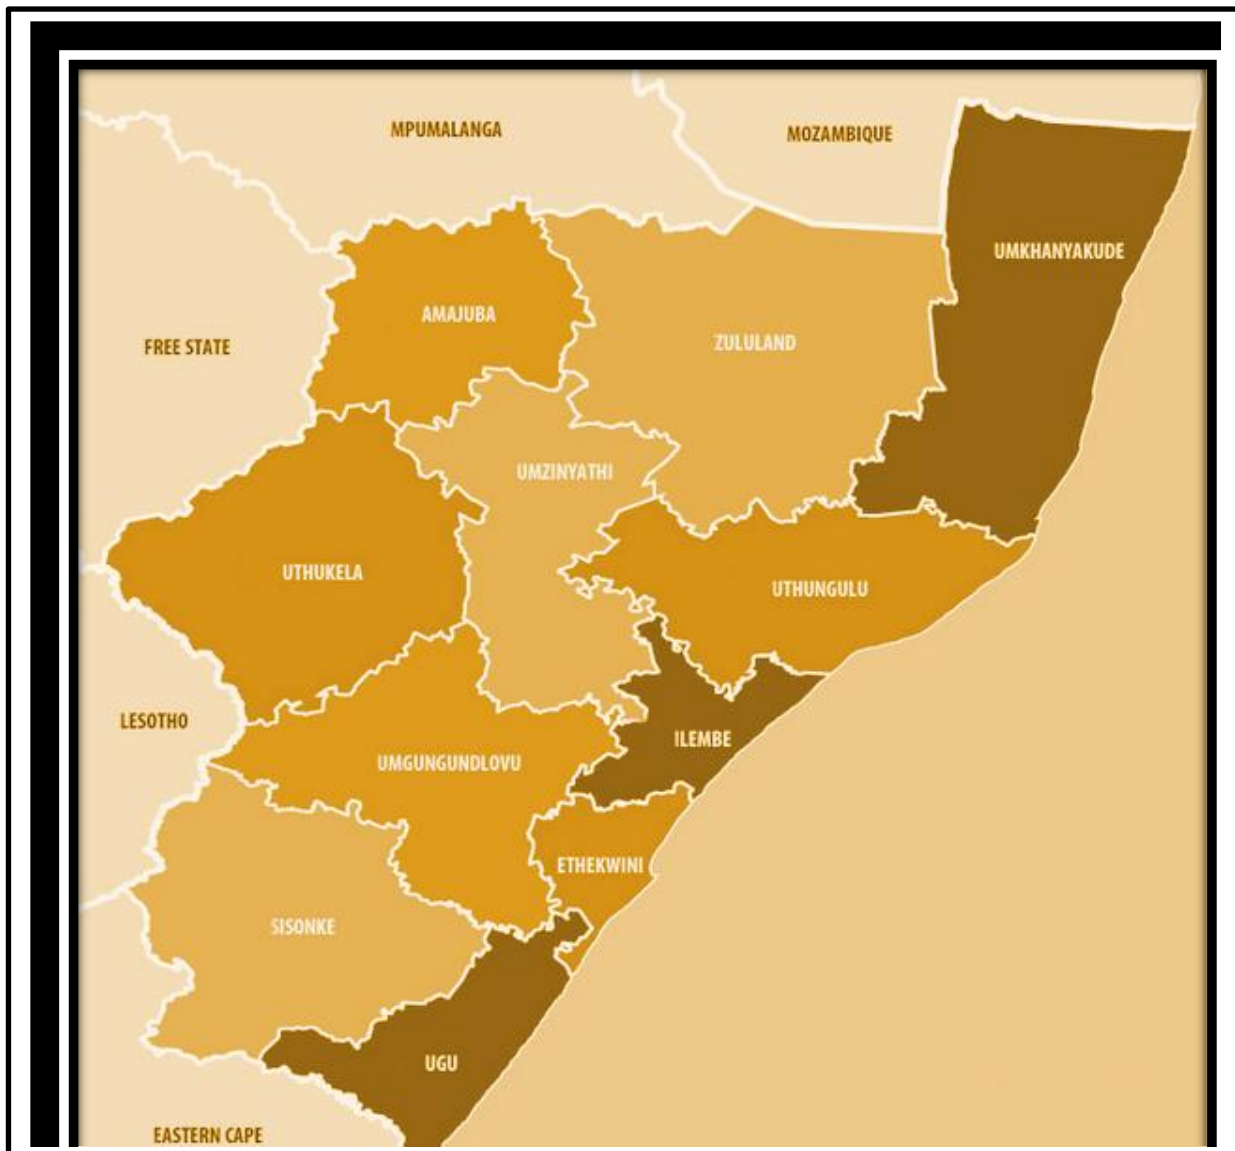 MPUMALANGA
MOZAMBIQUE
UMKHANYAKUDE
AMAJUBA
ZULULAND
FREE STATE
UMZINYATHI
UTHUKELA
UTHUNGULU
LESOTHO
ILEMBE
UMGUNGUNDLOVU
ETHEKWINI
SISONKE
UGU
EASTERN CAPE